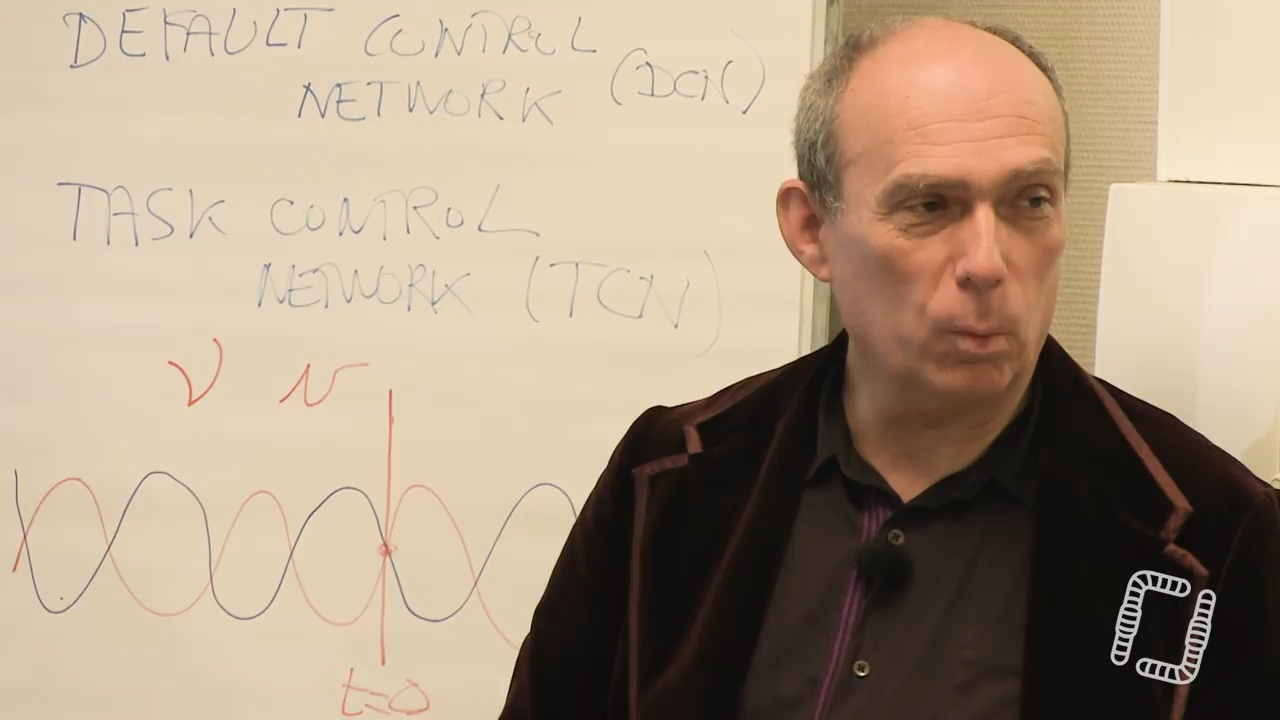 DEFAULT CONTROL
NETWORK (DCN)
TASK CONTROL
NETWORK (TCN)
t=0